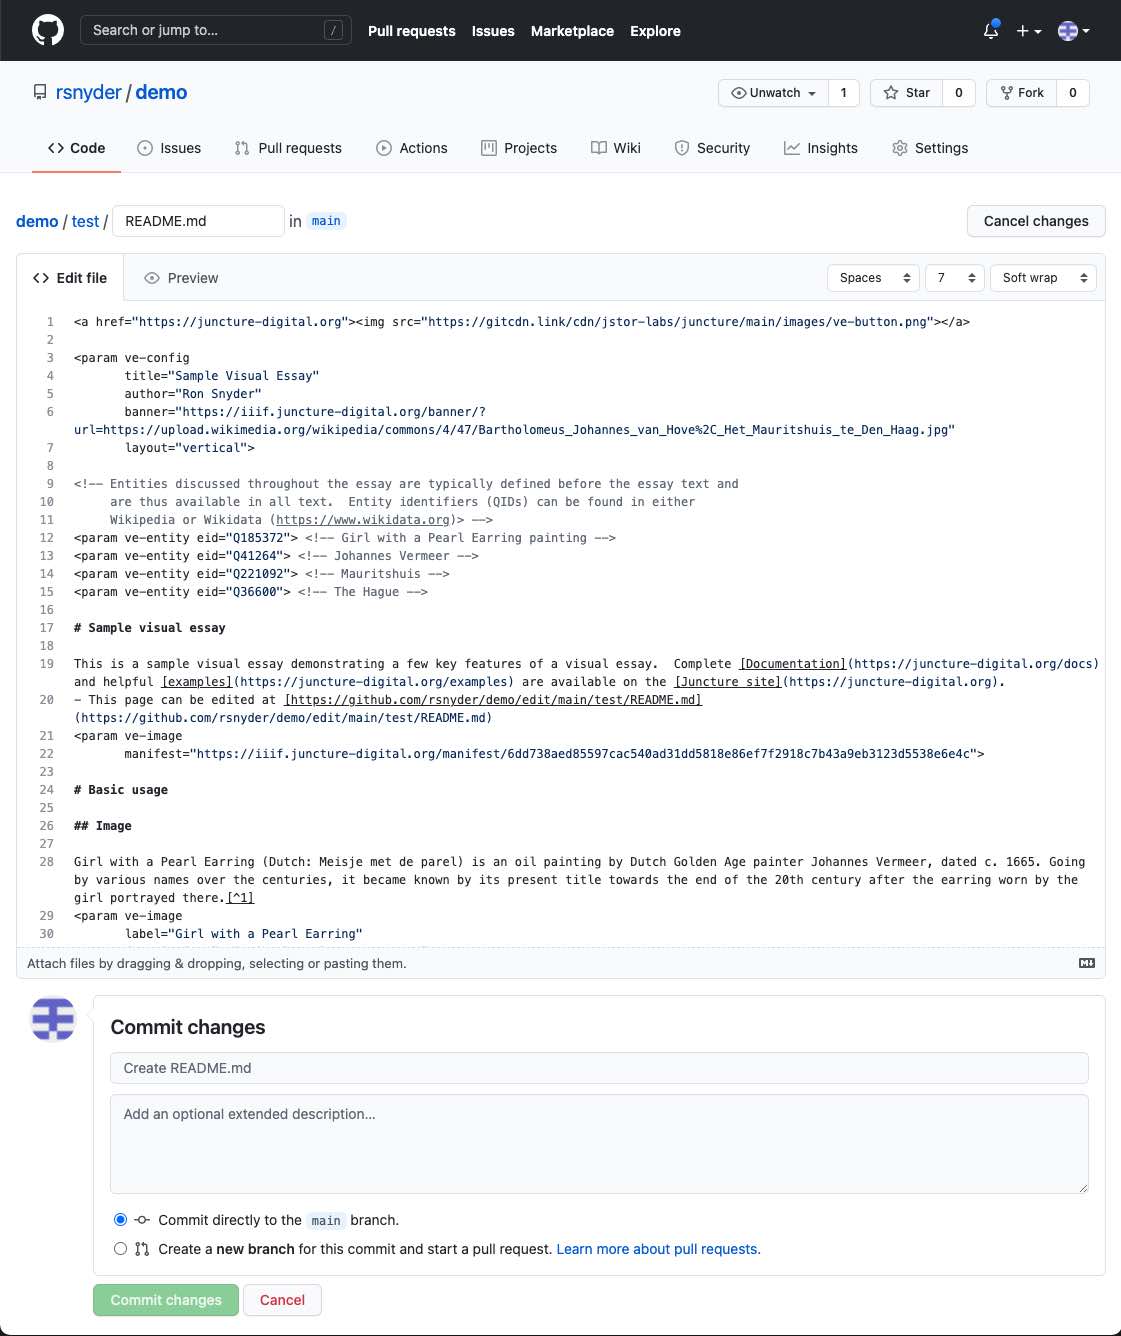 Search or jump to... /
Pull requests Issues Marketplace Explore
rsnyder / demo
Unwatch 1 Star 0 Fork 0
Code Issues Pull requests Actions Projects Wiki Security Insights Settings
demo / test / README.md in main Cancel changes
Edit file Preview Spaces 7 Soft wrap
1 <a href="https://juncture-digital.org"><img src="https://gitcdn.link/cdn/jstor-labs/juncture/main/images/ve-button.png"></a>
2
3 <param ve-config
4 title="Sample Visual Essay"
5 author="Ron Snyder"
6 banner="https://iiif.juncture-digital.org/banner/?
url=https://upload.wikimedia.org/wikipedia/commons/4/47/Bartholomeus_Johannes_van_Hove%2C_Het_Mauritshuis_te_Den_Haag.jpg"
7 layout="vertical">
8
9 <!-- Entities discussed throughout the essay are typically defined before the essay text and
10 are thus available in all text.  Entity identifiers (QIDs) can be found in either
11 Wikipedia or Wikidata (https://www.wikidata.org)> -->
12 <param ve-entity eid="Q185372"> <!-- Girl with a Pearl Earring painting -->
13 <param ve-entity eid="Q41264"> <!-- Johannes Vermeer -->
14 <param ve-entity eid="Q221092"> <!-- Mauritshuis -->
15 <param ve-entity eid="Q36600"> <!-- The Hague -->
16
17 # Sample visual essay
18
19 This is a sample visual essay demonstrating a few key features of a visual essay.  Complete [Documentation](https://juncture-digital.org/docs)
and helpful [examples](https://juncture-digital.org/examples) are available on the [Juncture site](https://juncture-digital.org).
20 - This page can be edited at [https://github.com/rsnyder/demo/edit/main/test/README.md]
(https://github.com/rsnyder/demo/edit/main/test/README.md)
21 <param ve-image
22 manifest="https://iiif.juncture-digital.org/manifest/6dd738aed85597cac540ad31dd5818e86ef7f2918c7b43a9eb3123d5538e6e4c">
23
24 # Basic usage
25
26 ## Image
27
28 Girl with a Pearl Earring (Dutch: Meisje met de parel) is an oil painting by Dutch Golden Age painter Johannes Vermeer, dated c. 1665. Going
by various names over the centuries, it became known by its present title towards the end of the 20th century after the earring worn by the
girl portrayed there.[^1]
29 <param ve-image
30 label="Girl with a Pearl Earring"
Attach files by dragging & dropping, selecting or pasting them.
Commit changes
Create README.md
Add an optional extended description...
Commit directly to the main branch.
Create a new branch for this commit and start a pull request. Learn more about pull requests.
Commit changes Cancel